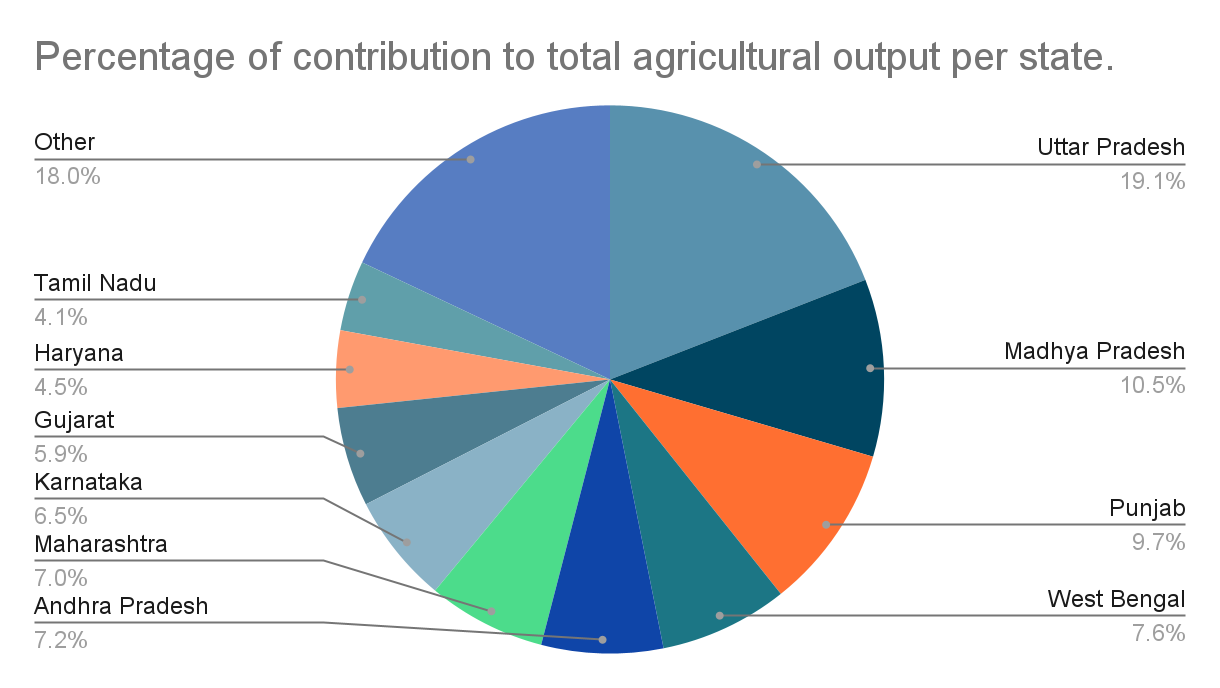 Percentage of contribution to total agricultural output per state.
Other
18.0%
Tamil Nadu
4.1%
Haryana
4.5%
Gujarat
5.9%
Karnataka
6.5%
Maharashtra
7.0%
Andhra Pradesh
7.2%
Uttar Pradesh
19.1%
Madhya Pradesh
10.5%
Punjab
9.7%
West Bengal
7.6%